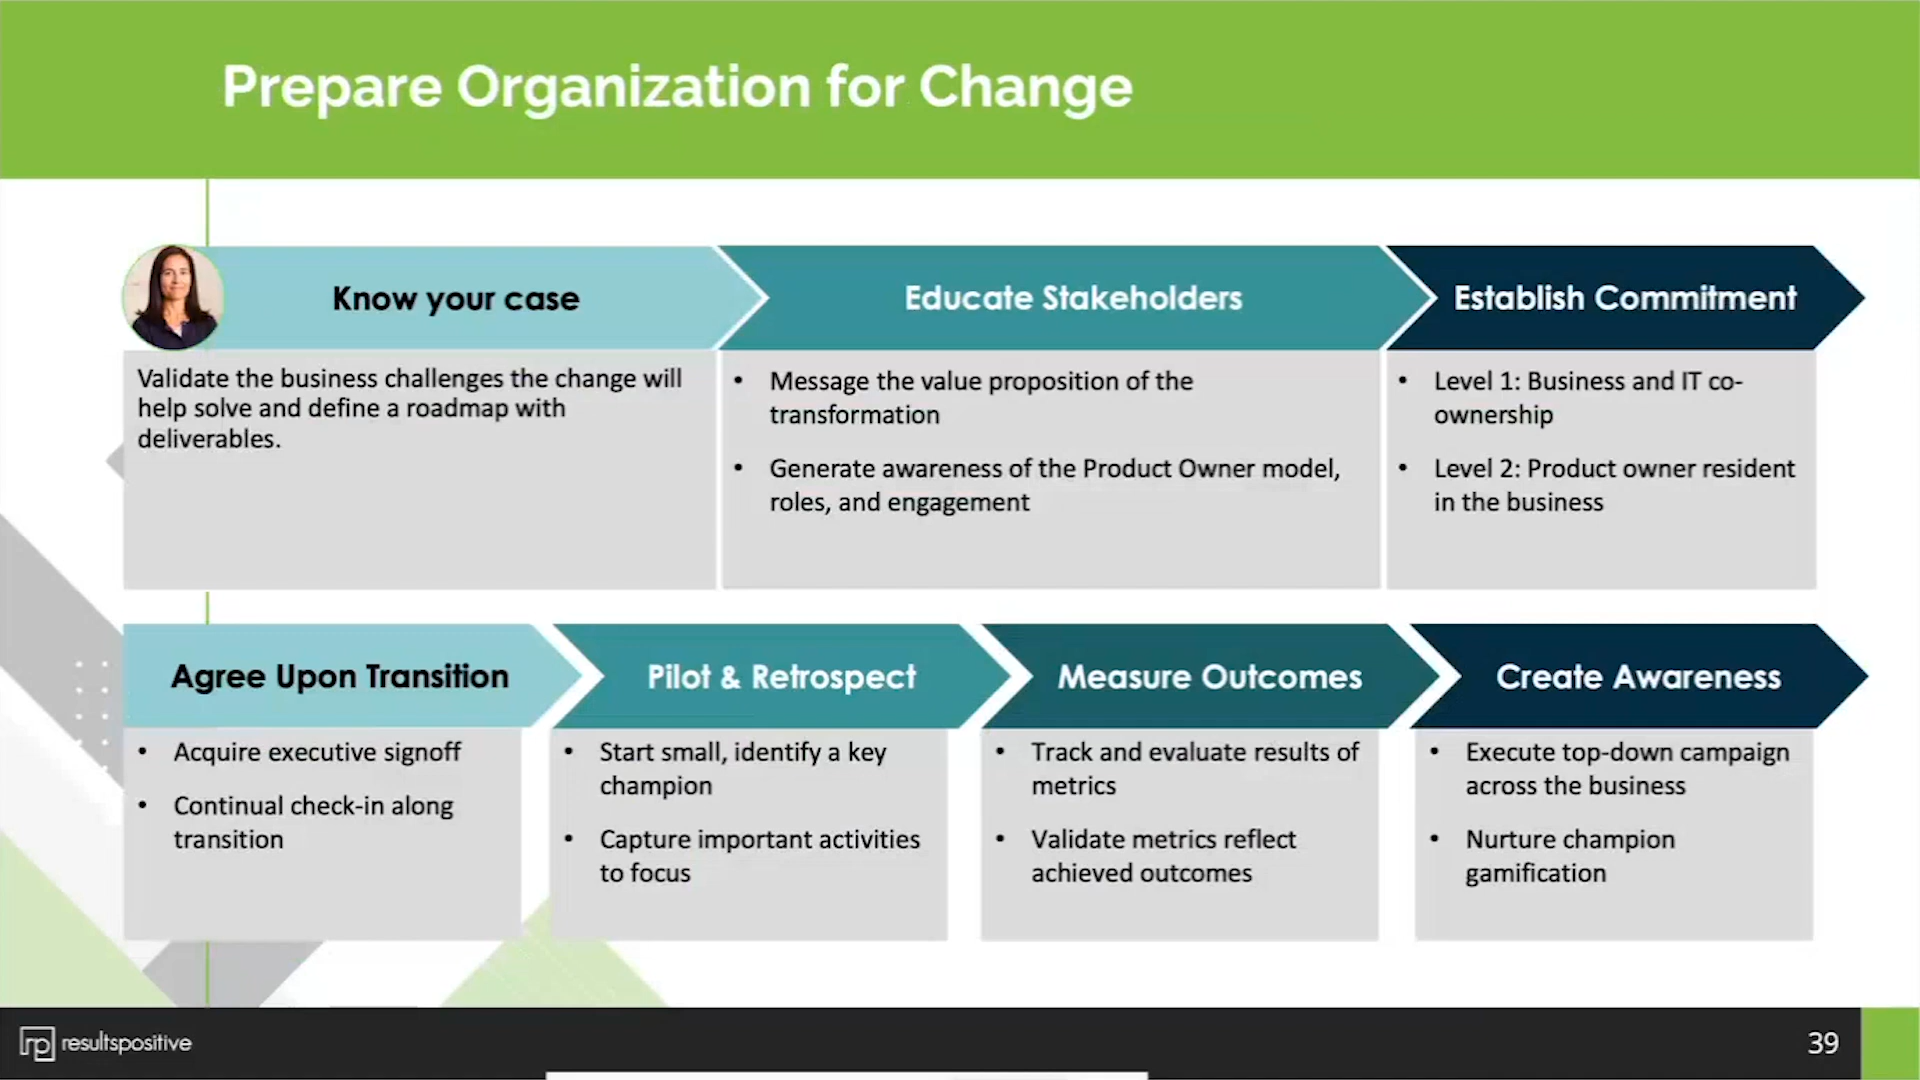 Prepare Organization for Change
Know your case
Educate Stakeholders
Establish Commitment
Validate the business challenges the change will
help solve and define a roadmap with
deliverables.
• Message the value proposition of the
transformation
• Generate awareness of the Product Owner model,
roles, and engagement
• Level 1: Business and IT co-
ownership
• Level 2: Product owner resident
in the business
Agree Upon Transition
Pilot & Retrospect
Measure Outcomes
Create Awareness
• Acquire executive signoff
• Continual check-in along
transition
• Start small, identify a key
champion
• Capture important activities
to focus
• Track and evaluate results of
metrics
• Validate metrics reflect
achieved outcomes
• Execute top-down campaign
across the business
• Nurture champion
gamification
rp resultspositive
39